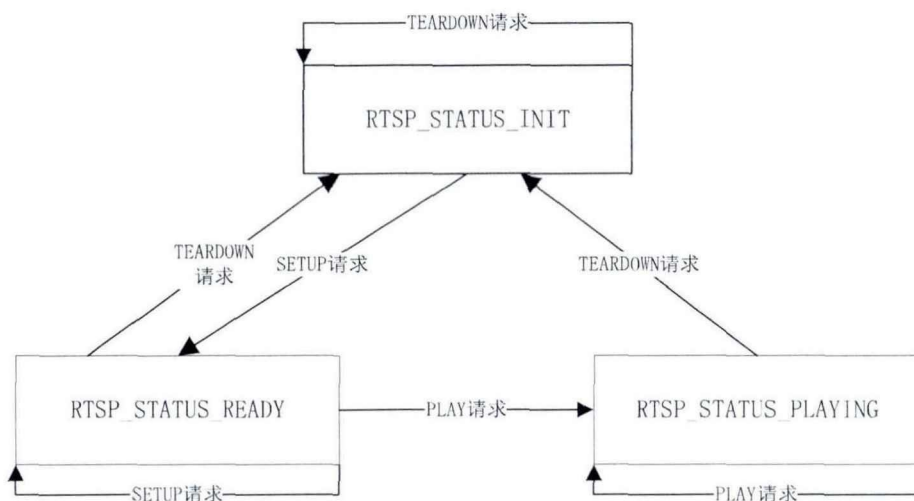 TEARDOWN请求
RTSP_STATUS_INIT
TEARDOWN
请求
SETUP请求
TEARDOWN请求
RTSP_STATUS_READY
PLAY请求
RTSP_STATUS_PLAYING
SETUP请求
PLAY请求